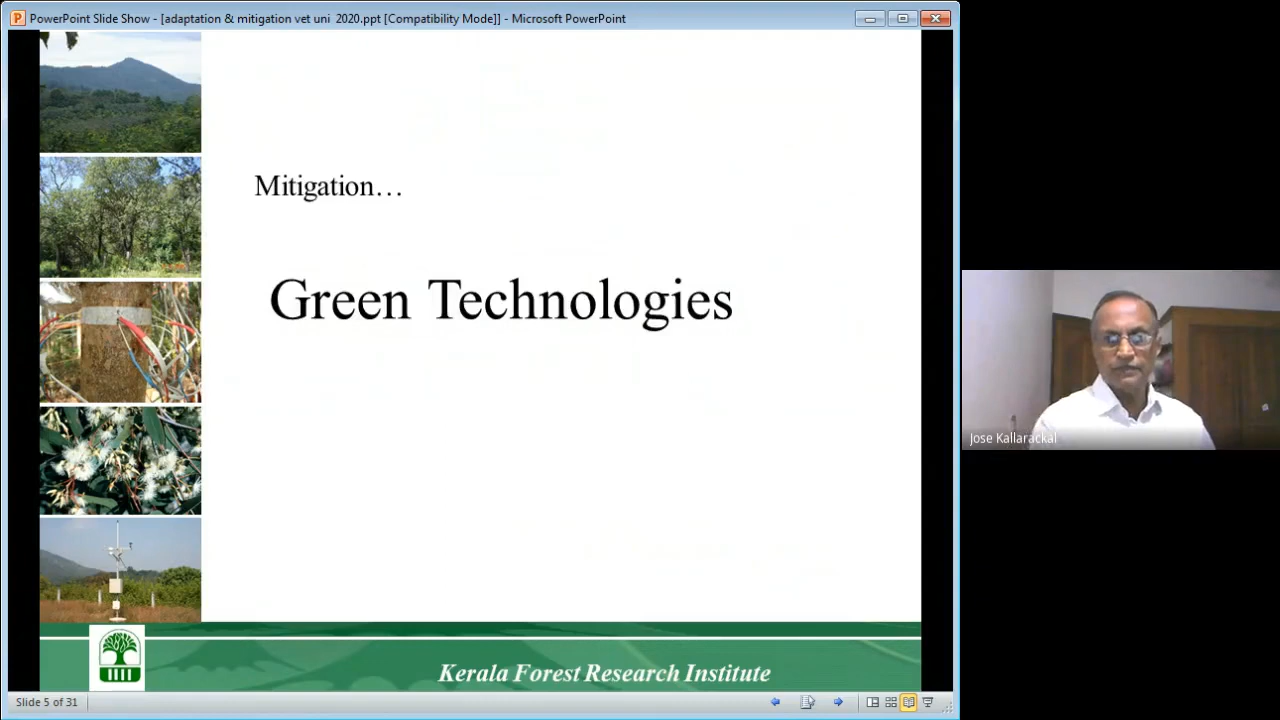 PowerPoint Slide Show - [adaptation & mitigation vet uni 2020.ppt [Compatibility Mode]] - Microsoft PowerPoint
Mitigation…
Green Technologies
Jose Kallarackal
Kerala Forest Research Institute
Slide 5 of 31